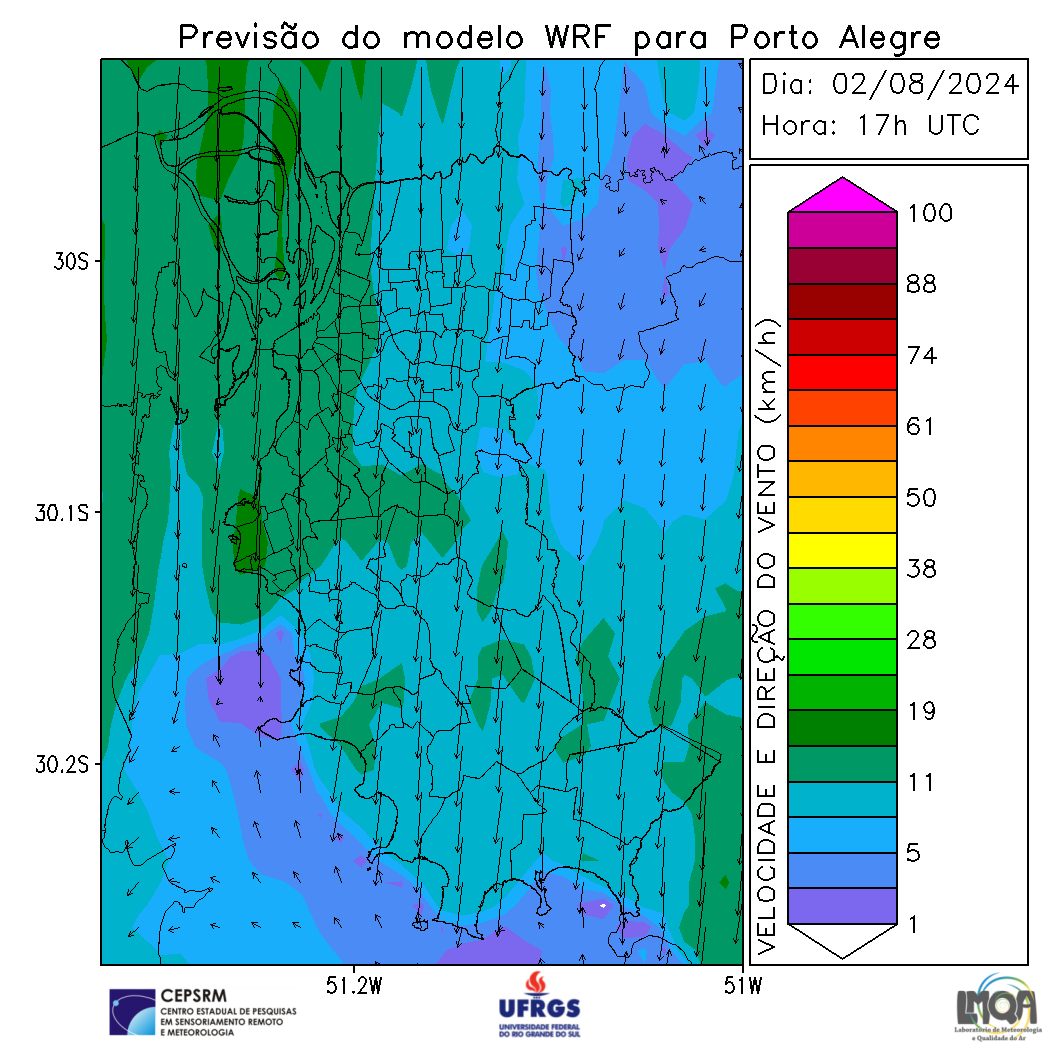 Previsão do modelo WRF para Porto Alegre
Dia: 02/08/2024
Hora: 17h UTC
30S
30.1S
30.2S
51.2W
51W
VELOCIDADE E DIREÇÃO DO VENTO (km/h)
100
88
74
61
50
38
28
19
11
5
1
CEPSRM
CENTRO ESTADUAL DE PESQUISAS
EM SENSORIAMENTO REMOTO
E METEOROLOGIA
UFRGS
UNIVERSIDADE FEDERAL
DO RIO GRANDE DO SUL
LMQA
Laboratório de Meteorologia
e Qualidade do Ar